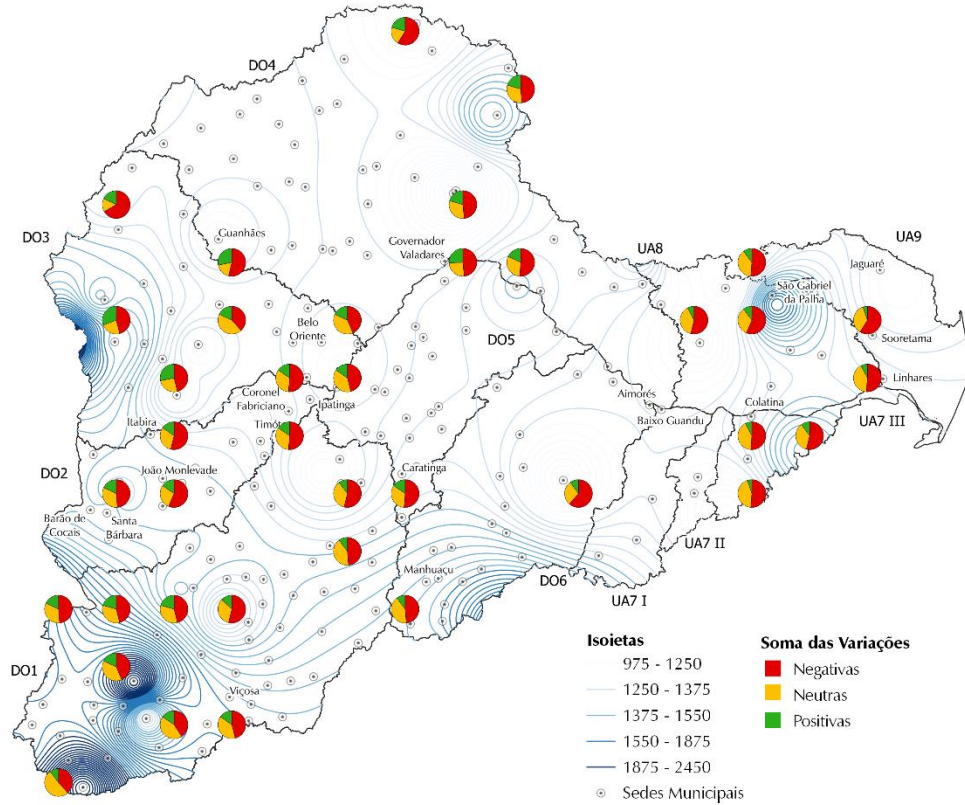 DO4
DO3
Guanhães
Governador
Valadares
UA8
UA9
Jaguaré
São Gabriel
da Palha
Sooretama
Belo
Oriente
DO5
Linhares
Coronel
Fabriciano
Ipatinga
Aimorés
Baixo Guandu
Colatina
UA7 III
Itabira
Timót
DO2
João Monlevade
Caratinga
Barão de
Cocais
Santa
Bárbara
UA7 II
Manhuaçu
DO6
UA7 I
DO1
Viçosa
Isoietas
975 - 1250
1250 - 1375
1375 - 1550
1550 - 1875
1875 - 2450
Sedes Municipais
Soma das Variações
Negativas
Neutras
Positivas